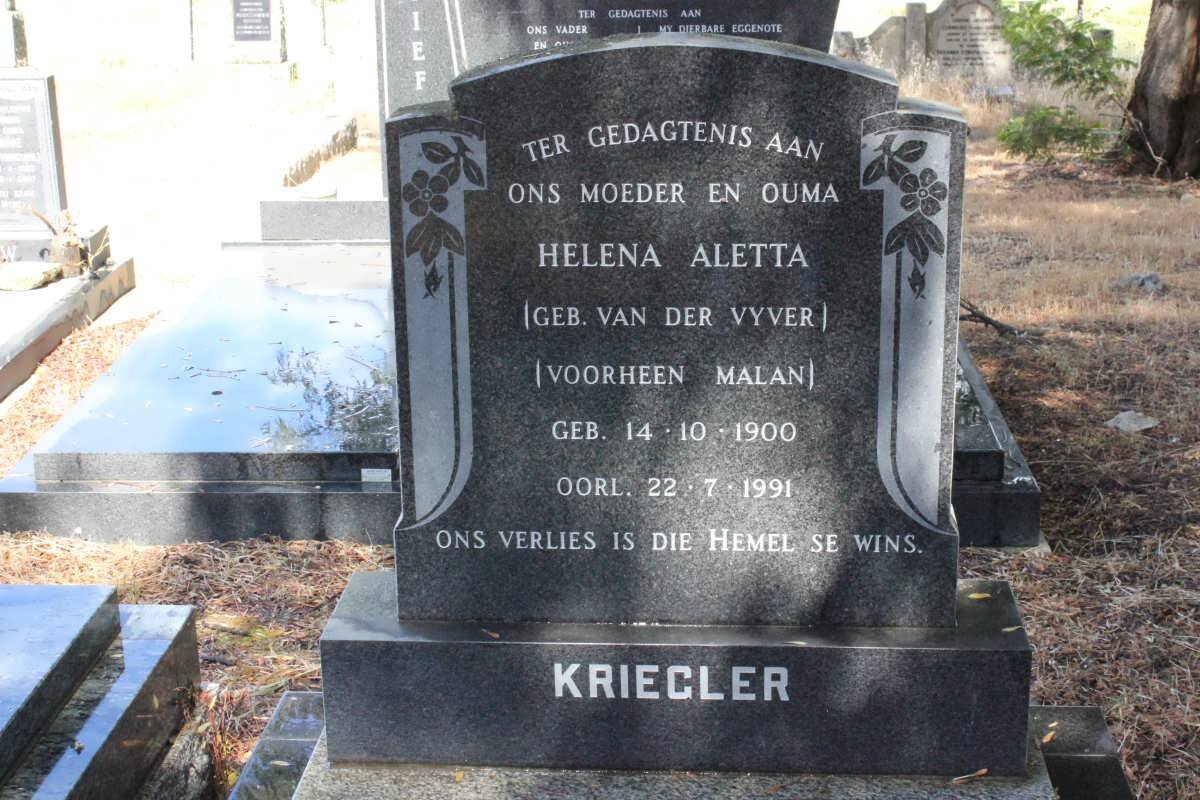 IEF
TER GEDAGTENIS AAN
ONS VADER
MY DIERBARE EGGENOTE
TER GEDAGTENIS AAN
ONS MOEDER EN OUMA
HELENA ALETTA
(GEB. VAN DER VYVER)
(VOORHEEN MALAN)
GEB. 14·10·1900
OORL. 22·7·1991
ONS VERLIES IS DIE HEMEL SE WINS.
KRIEGLER
W